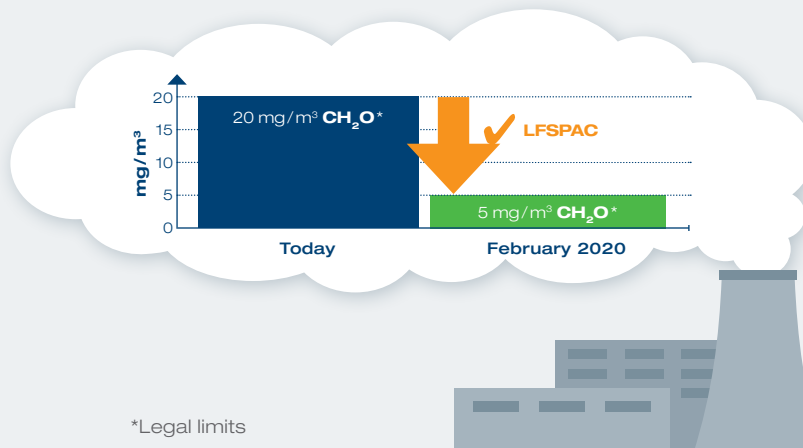 mg/m³
20
15
10
5
0
20 mg/m³ CH₂O*
✓ LFSPAC
5 mg/m³ CH₂O*
Today
February 2020
*Legal limits